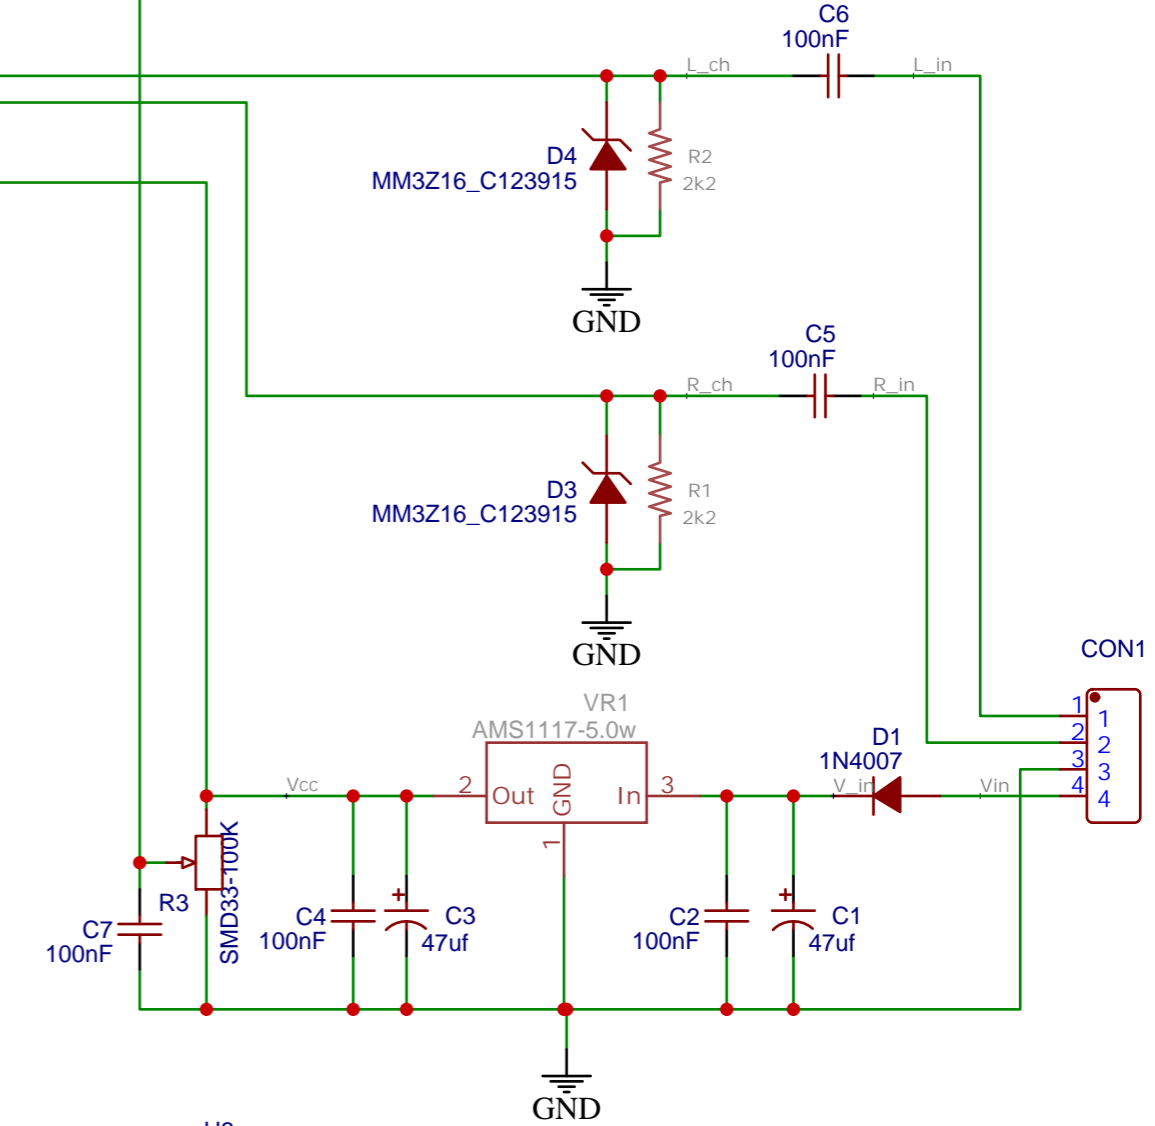 C6
100nF
L_ch
L_in
D4
MM3Z16_C123915
R2
2k2
GND
C5
100nF
R_ch
R_in
D3
MM3Z16_C123915
R1
2k2
GND
CON1
1
1
2
2
3
3
4
4
VR1
AMS1117-5.0w
D1
1N4007
Vcc
2
Out
GND
In
3
1
V_in
Vin
R3
SMD33-100K
C7
100nF
C4
100nF
+
C3
47uf
C2
100nF
+
C1
47uf
GND